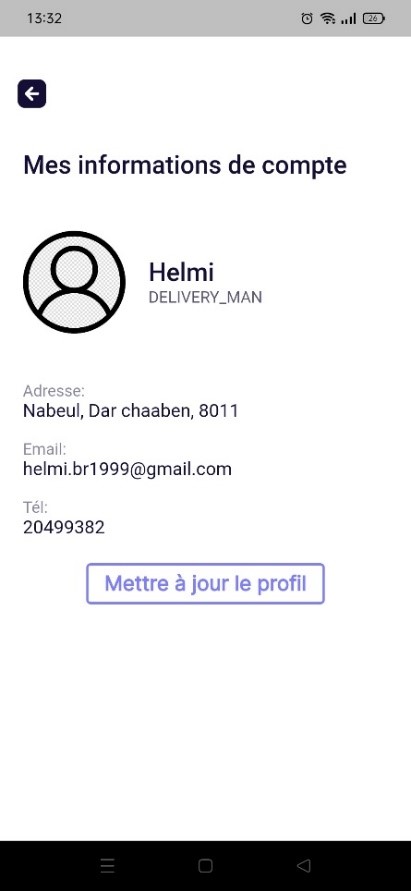 13:32
26
Mes informations de compte
Helmi
DELIVERY_MAN
Adresse:
Nabeul, Dar chaaben, 8011
Email:
helmi.br1999@gmail.com
Tél:
20499382
Mettre à jour le profil